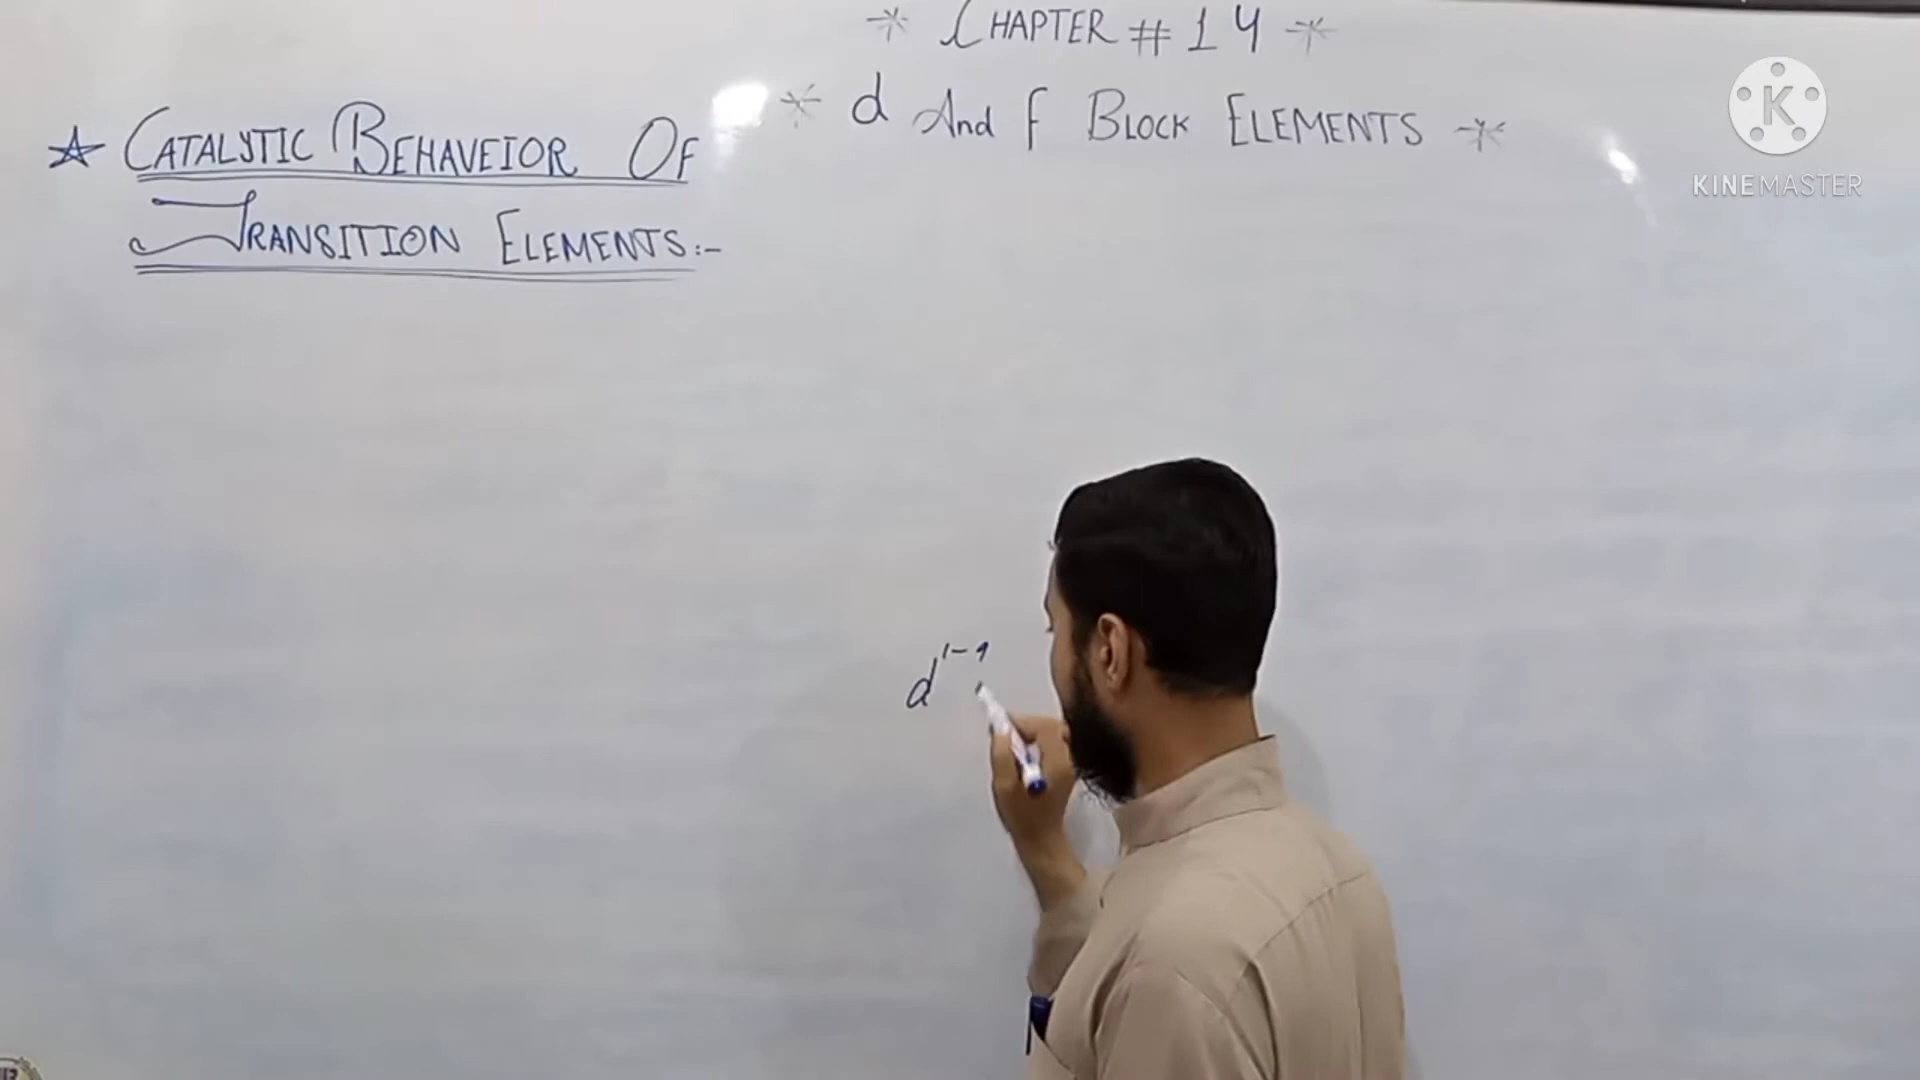 * CHAPTER # 14 *
* d And f BLOCK ELEMENTS *
☆ CATALYTIC BEHAVEIOR OF
TRANSITION ELEMENTS:-
d¹⁻⁹
K
KINEMASTER